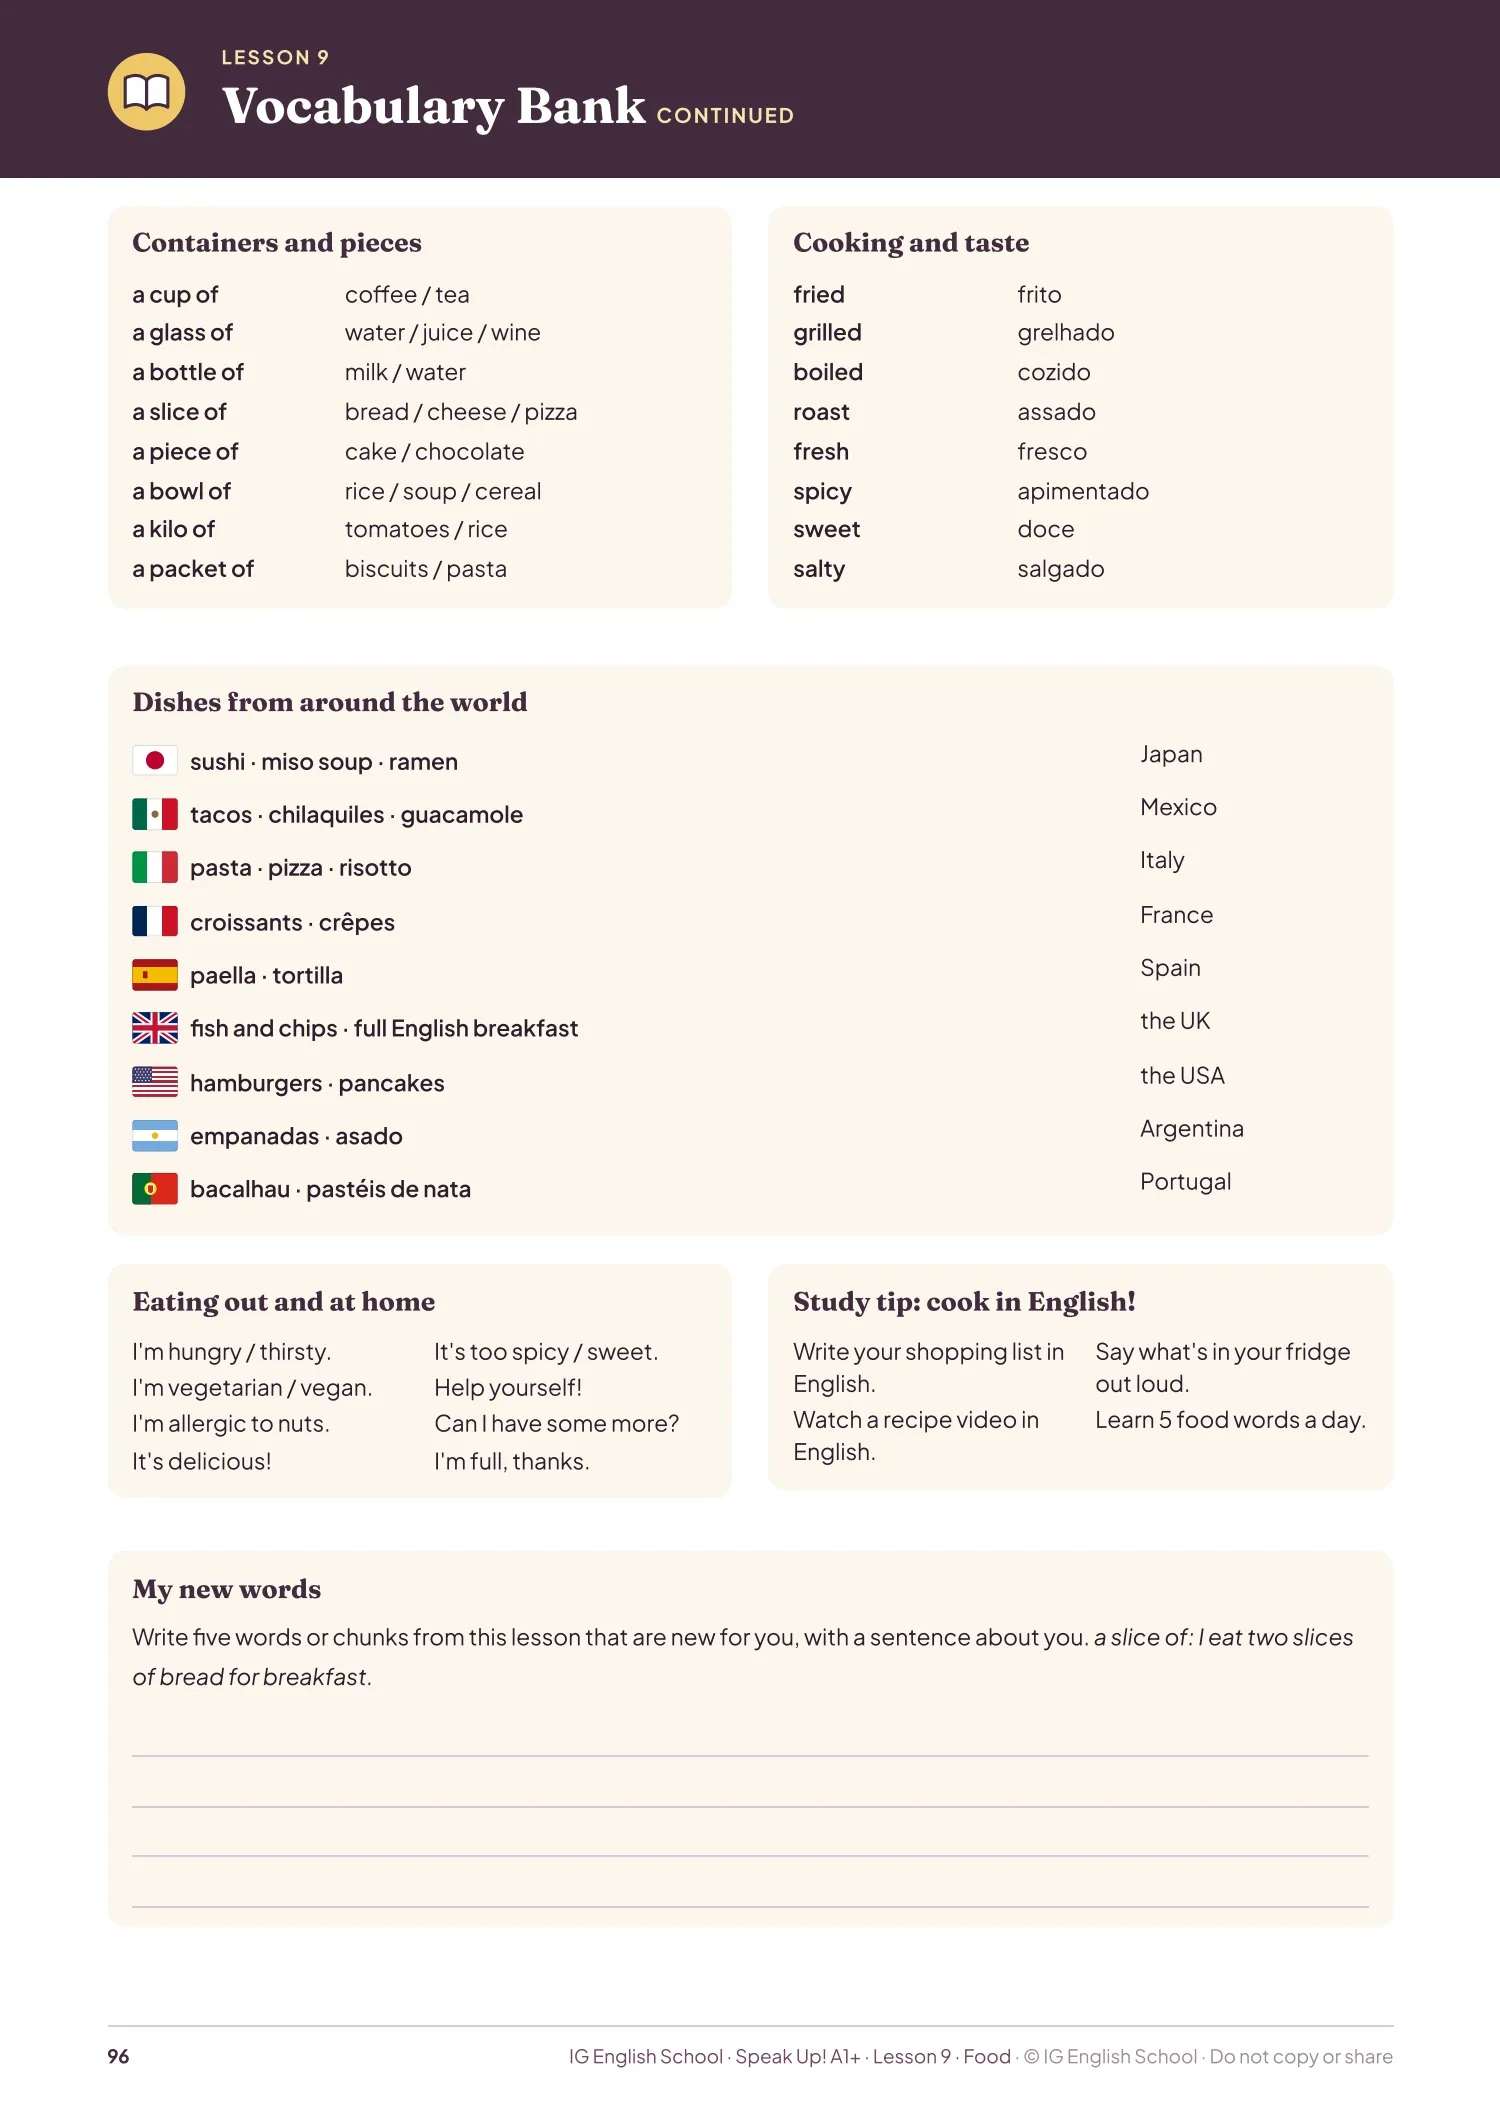 LESSON 9
Vocabulary Bank CONTINUED
Containers and pieces
a cup of coffee / tea
a glass of water / juice / wine
a bottle of milk / water
a slice of bread / cheese / pizza
a piece of cake / chocolate
a bowl of rice / soup / cereal
a kilo of tomatoes / rice
a packet of biscuits / pasta
Cooking and taste
fried frito
grilled grelhado
boiled cozido
roast assado
fresh fresco
spicy apimentado
sweet doce
salty salgado
Dishes from around the world
sushi · miso soup · ramen Japan
tacos · chilaquiles · guacamole Mexico
pasta · pizza · risotto Italy
croissants · crêpes France
paella · tortilla Spain
fish and chips · full English breakfast the UK
hamburgers · pancakes the USA
empanadas · asado Argentina
bacalhau · pastéis de nata Portugal
Eating out and at home
I'm hungry / thirsty. It's too spicy / sweet.
I'm vegetarian / vegan. Help yourself!
I'm allergic to nuts. Can I have some more?
It's delicious! I'm full, thanks.
Study tip: cook in English!
Write your shopping list in
English.
Say what's in your fridge
out loud.
Watch a recipe video in
English.
Learn 5 food words a day.
My new words
Write five words or chunks from this lesson that are new for you, with a sentence about you. a slice of: I eat two slices
of bread for breakfast.
96 IG English School · Speak Up! A1+ · Lesson 9 · Food · © IG English School · Do not copy or share